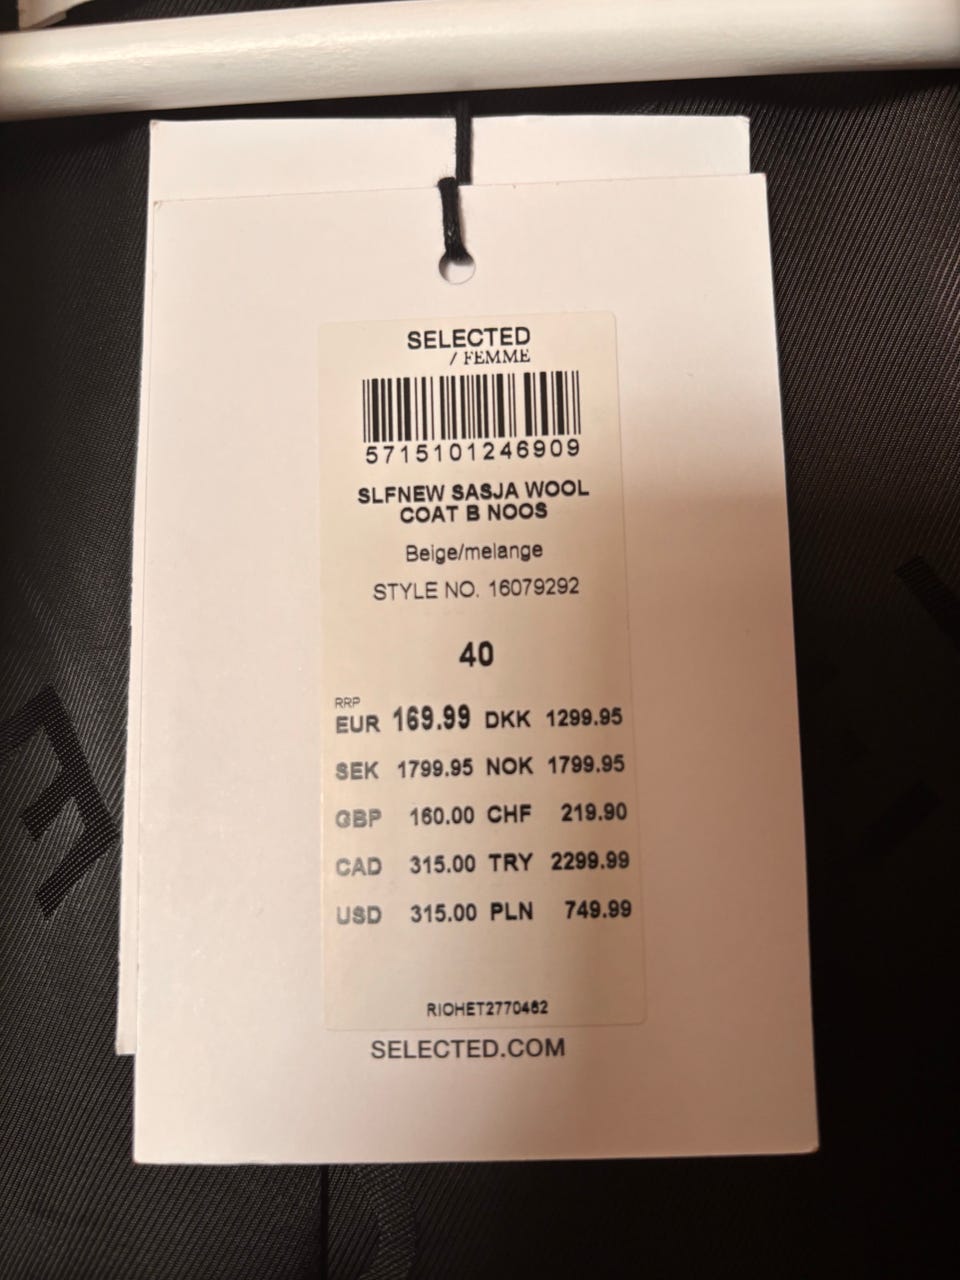 SELECTED
/ FEMME
5715101246909
SLFNEW SASJA WOOL
COAT B NOOS
Beige/melange
STYLE NO. 16079292
40
RRP
EUR 169.99 DKK 1299.95
SEK 1799.95 NOK 1799.95
GBP 160.00 CHF 219.90
CAD 315.00 TRY 2299.99
USD 315.00 PLN 749.99
RIOHET2770462
SELECTED.COM